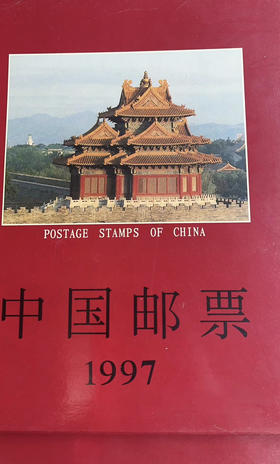 POSTAGE STAMPS OF CHINA
中国邮票
1997